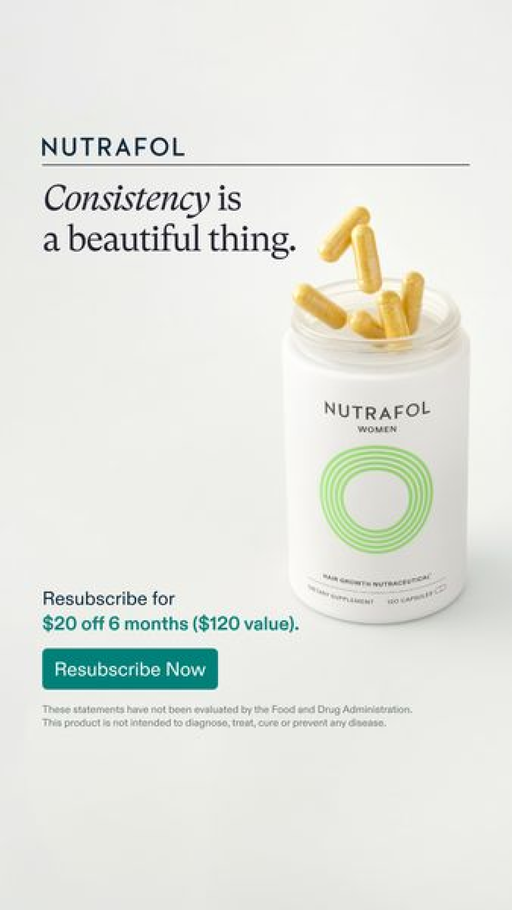 NUTRAFOL
Consistency is
a beautiful thing.
NUTRAFOL
WOMEN
HAIR GROWTH NUTRACEUTICAL
DIETARY SUPPLEMENT 120 CAPSULES
Resubscribe for
$20 off 6 months ($120 value).
Resubscribe Now
These statements have not been evaluated by the Food and Drug Administration.
This product is not intended to diagnose, treat, cure or prevent any disease.